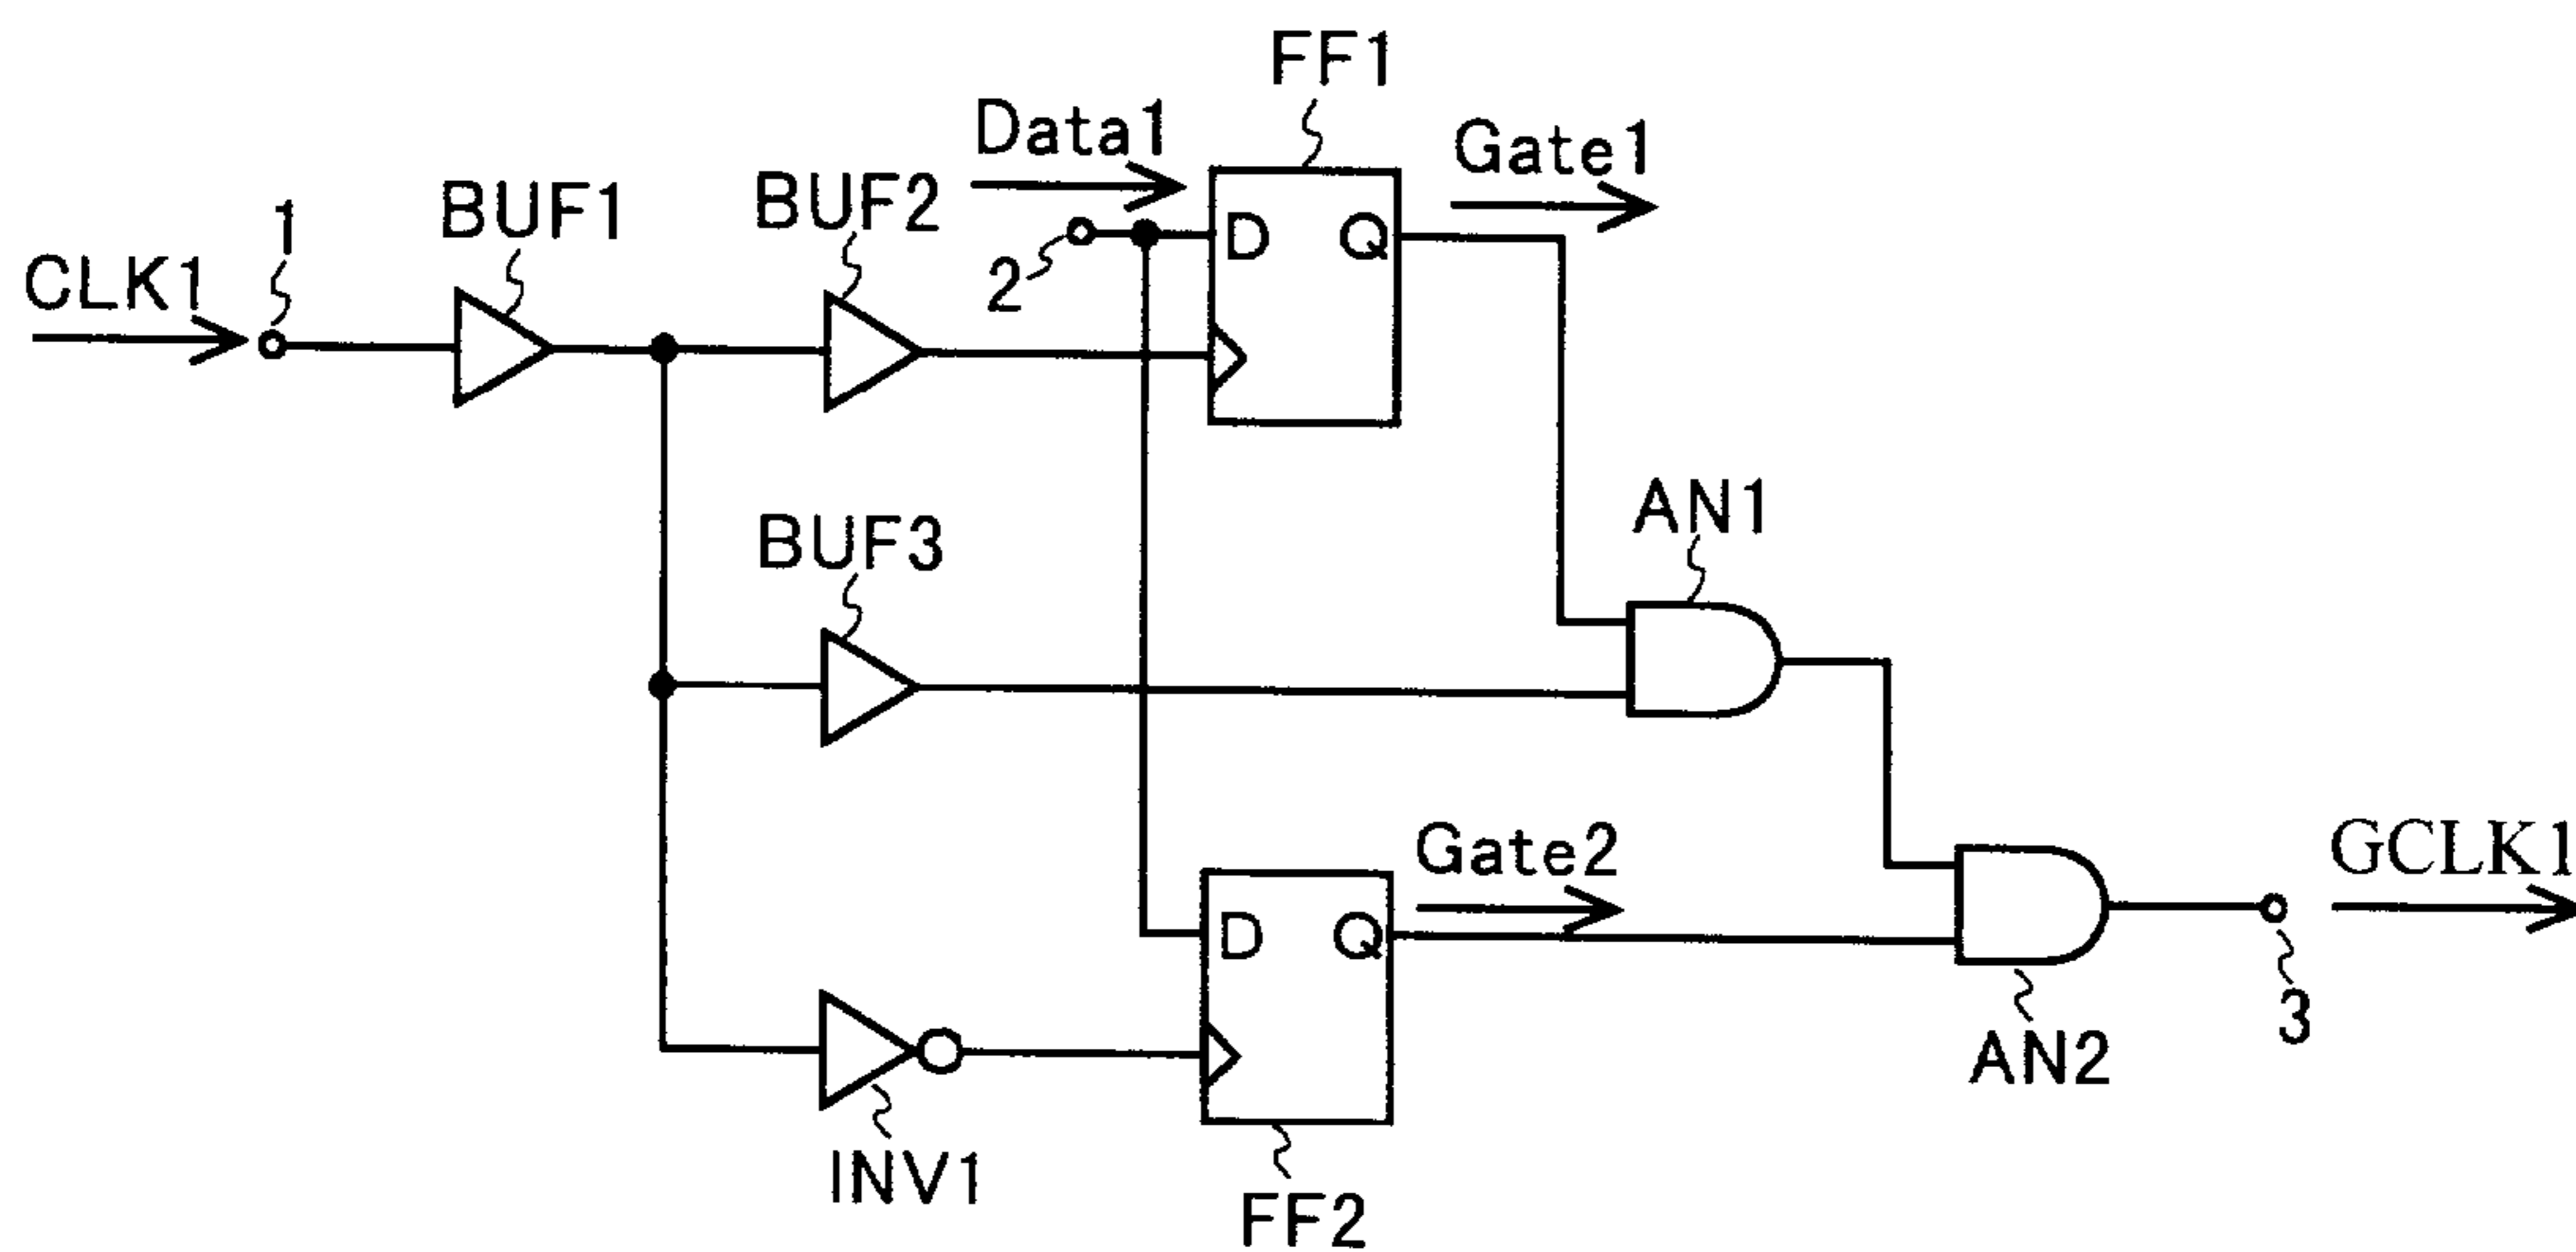 FF1
Data1
Gate1
BUF1
BUF2
1
CLK1
2
D
Q
AN1
BUF3
Gate2
GCLK1
D
Q
3
AN2
INV1
FF2